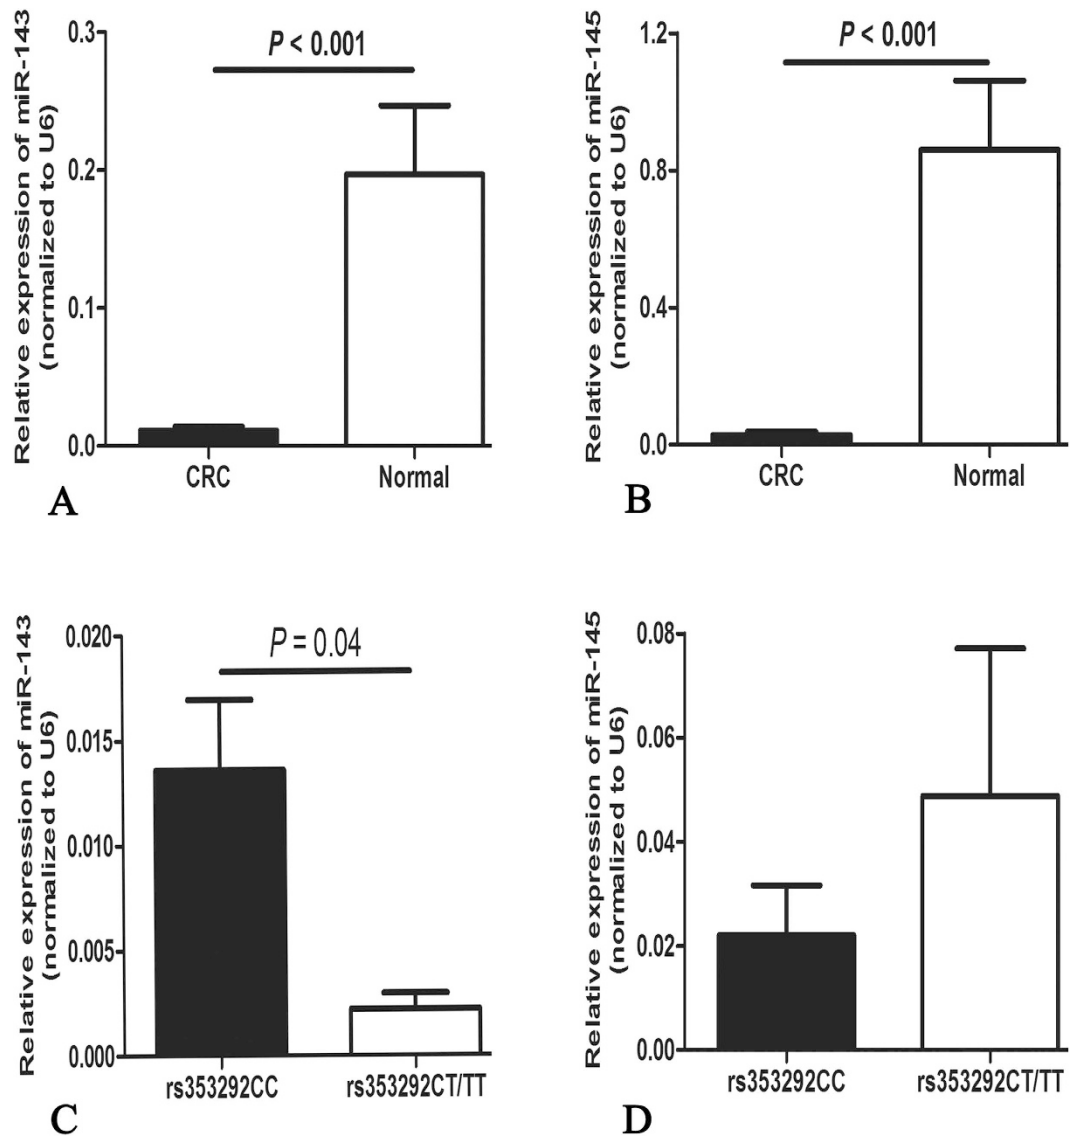 Relative expression of miR-143
(normalized to U6)
0.3
0.2
0.1
0.0
P < 0.001
CRC
Normal
A
Relative expression of miR-145
(normalized to U6)
1.2
0.8
0.4
0.0
P < 0.001
CRC
Normal
B
Relative expression of miR-143
(normalized to U6)
0.020
0.015
0.010
0.005
0.000
P = 0.04
rs353292CC
rs353292CT/TT
C
Relative expression of miR-145
(normalized to U6)
0.08
0.06
0.04
0.02
0.00
rs353292CC
rs353292CT/TT
D